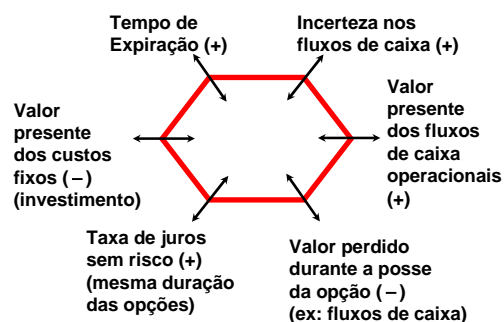 Tempo de
Expiração (+)
Incerteza nos
fluxos de caixa (+)
Valor
presente
dos custos
fixos (−)
(investimento)
Valor
presente
dos fluxos
de caixa
operacionais
(+)
Taxa de juros
sem risco (+)
(mesma duração
das opções)
Valor perdido
durante a posse
da opção (−)
(ex: fluxos de caixa)